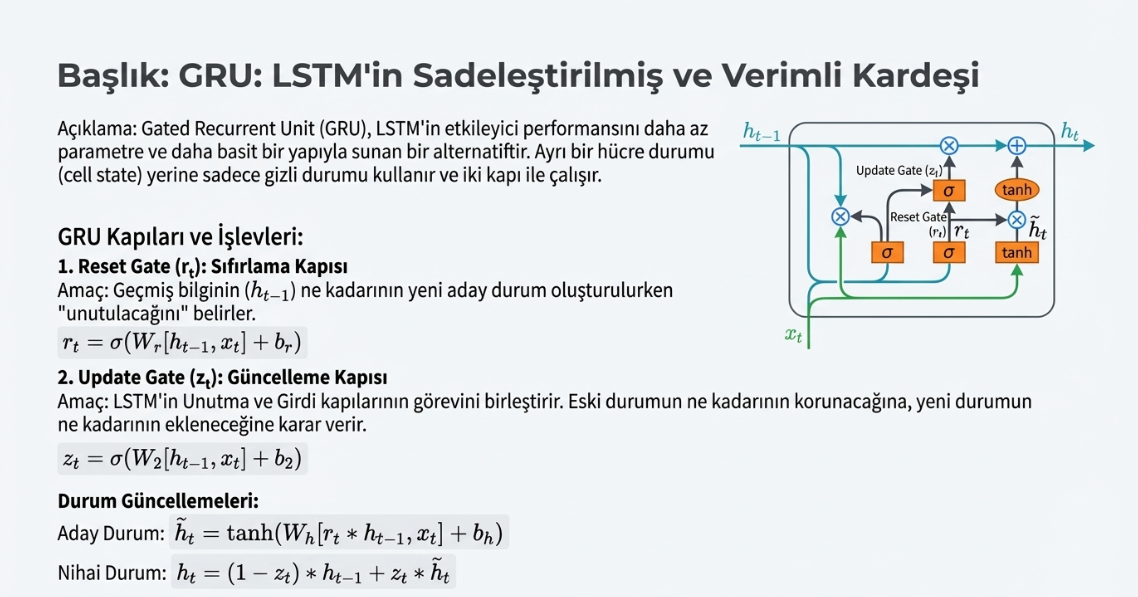 Başlık: GRU: LSTM'in Sadeleştirilmiş ve Verimli Kardeşi
Açıklama: Gated Recurrent Unit (GRU), LSTM'in etkileyici performansını daha az
parametre ve daha basit bir yapıyla sunan bir alternatiftir. Ayrı bir hücre durumu
(cell state) yerine sadece gizli durumu kullanır ve iki kapı ile çalışır.
GRU Kapıları ve İşlevleri:
1. Reset Gate (r_t): Sıfırlama Kapısı
Amaç: Geçmiş bilginin (h_{t−1}) ne kadarının yeni aday durum oluşturulurken
"unutulacağını" belirler.
r_t = σ(W_r[h_{t−1}, x_t] + b_r)
2. Update Gate (z_t): Güncelleme Kapısı
Amaç: LSTM'in Unutma ve Girdi kapılarının görevini birleştirir. Eski durumun ne kadarının korunacağına, yeni durumun
ne kadarının ekleneceğine karar verir.
z_t = σ(W_2[h_{t−1}, x_t] + b_2)
Durum Güncellemeleri:
Aday Durum: h̃_t = tanh(W_h[r_t * h_{t−1}, x_t] + b_h)
Nihai Durum: h_t = (1 − z_t) * h_{t−1} + z_t * h̃_t
h_{t−1}
h_t
Update Gate (z_t)
σ
tanh
Reset Gate
(r_t) r_t
h̃_t
σ
σ
tanh
x_t